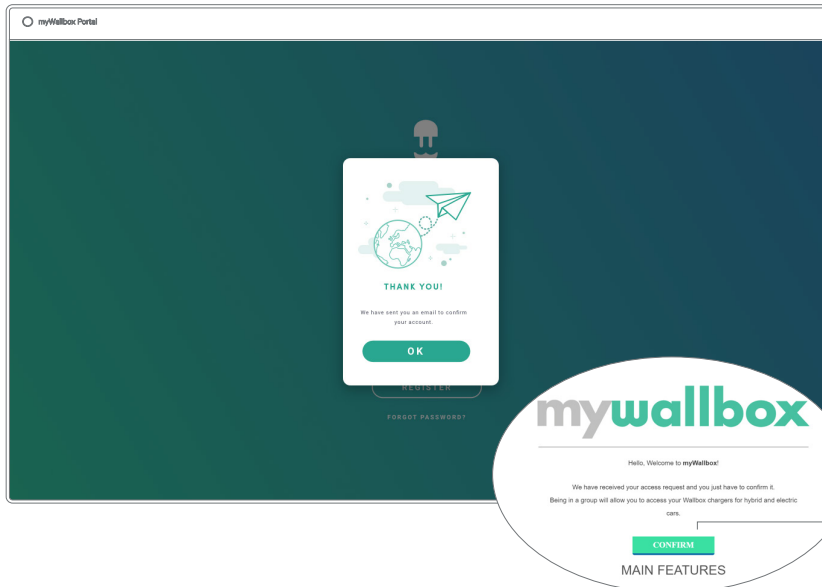 myWallbox Portal
THANK YOU!
We have sent you an email to confirm
your account.
OK
REGISTER
FORGOT PASSWORD?
mywallbox
Hello, Welcome to myWallbox!
We have received your access request and you just have to confirm it.
Being in a group will allow you to access your Wallbox chargers for hybrid and electric
cars.
CONFIRM
MAIN FEATURES